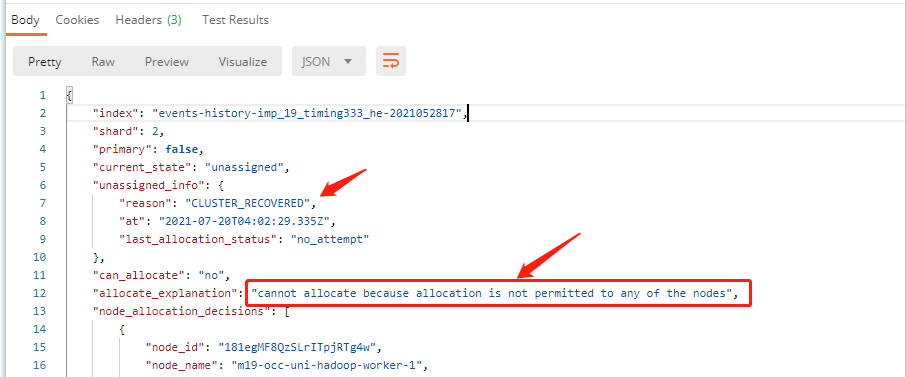 Body Cookies Headers (3) Test Results
Pretty Raw Preview Visualize JSON
1 {
2 "index": "events-history-imp_19_timing333_he-2021052817",
3 "shard": 2,
4 "primary": false,
5 "current_state": "unassigned",
6 "unassigned_info": {
7 "reason": "CLUSTER_RECOVERED",
8 "at": "2021-07-20T04:02:29.335Z",
9 "last_allocation_status": "no_attempt"
10 },
11 "can_allocate": "no",
12 "allocate_explanation": "cannot allocate because allocation is not permitted to any of the nodes",
13 "node_allocation_decisions": [
14 {
15 "node_id": "181egMF8QzSLrITpjRTg4w",
16 "node_name": "m19-occ-uni-hadoop-worker-1",